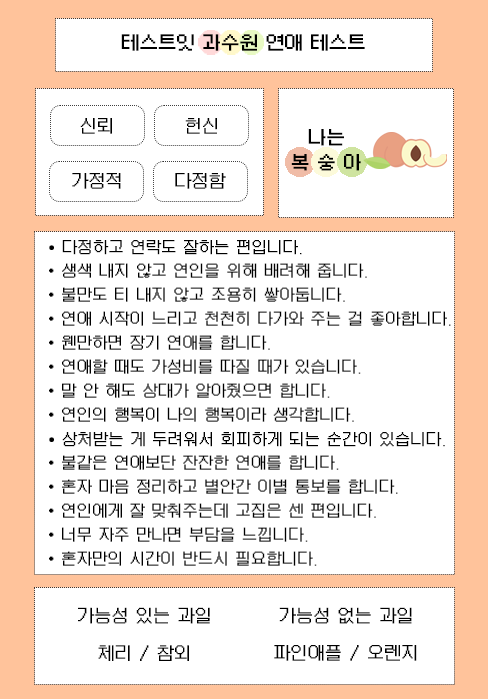 테스트잇 과수원 연애 테스트
신뢰
헌신
가정적
다정함
나는
복숭아
• 다정하고 연락도 잘하는 편입니다.
• 생색 내지 않고 연인을 위해 배려해 줍니다.
• 불만도 티 내지 않고 조용히 쌓아둡니다.
• 연애 시작이 느리고 천천히 다가와 주는 걸 좋아합니다.
• 웬만하면 장기 연애를 합니다.
• 연애할 때도 가성비를 따질 때가 있습니다.
• 말 안 해도 상대가 알아줬으면 합니다.
• 연인의 행복이 나의 행복이라 생각합니다.
• 상처받는 게 두려워서 회피하게 되는 순간이 있습니다.
• 불같은 연애보단 잔잔한 연애를 합니다.
• 혼자 마음 정리하고 별안간 이별 통보를 합니다.
• 연인에게 잘 맞춰주는데 고집은 센 편입니다.
• 너무 자주 만나면 부담을 느낍니다.
• 혼자만의 시간이 반드시 필요합니다.
가능성 있는 과일
체리 / 참외
가능성 없는 과일
파인애플 / 오렌지